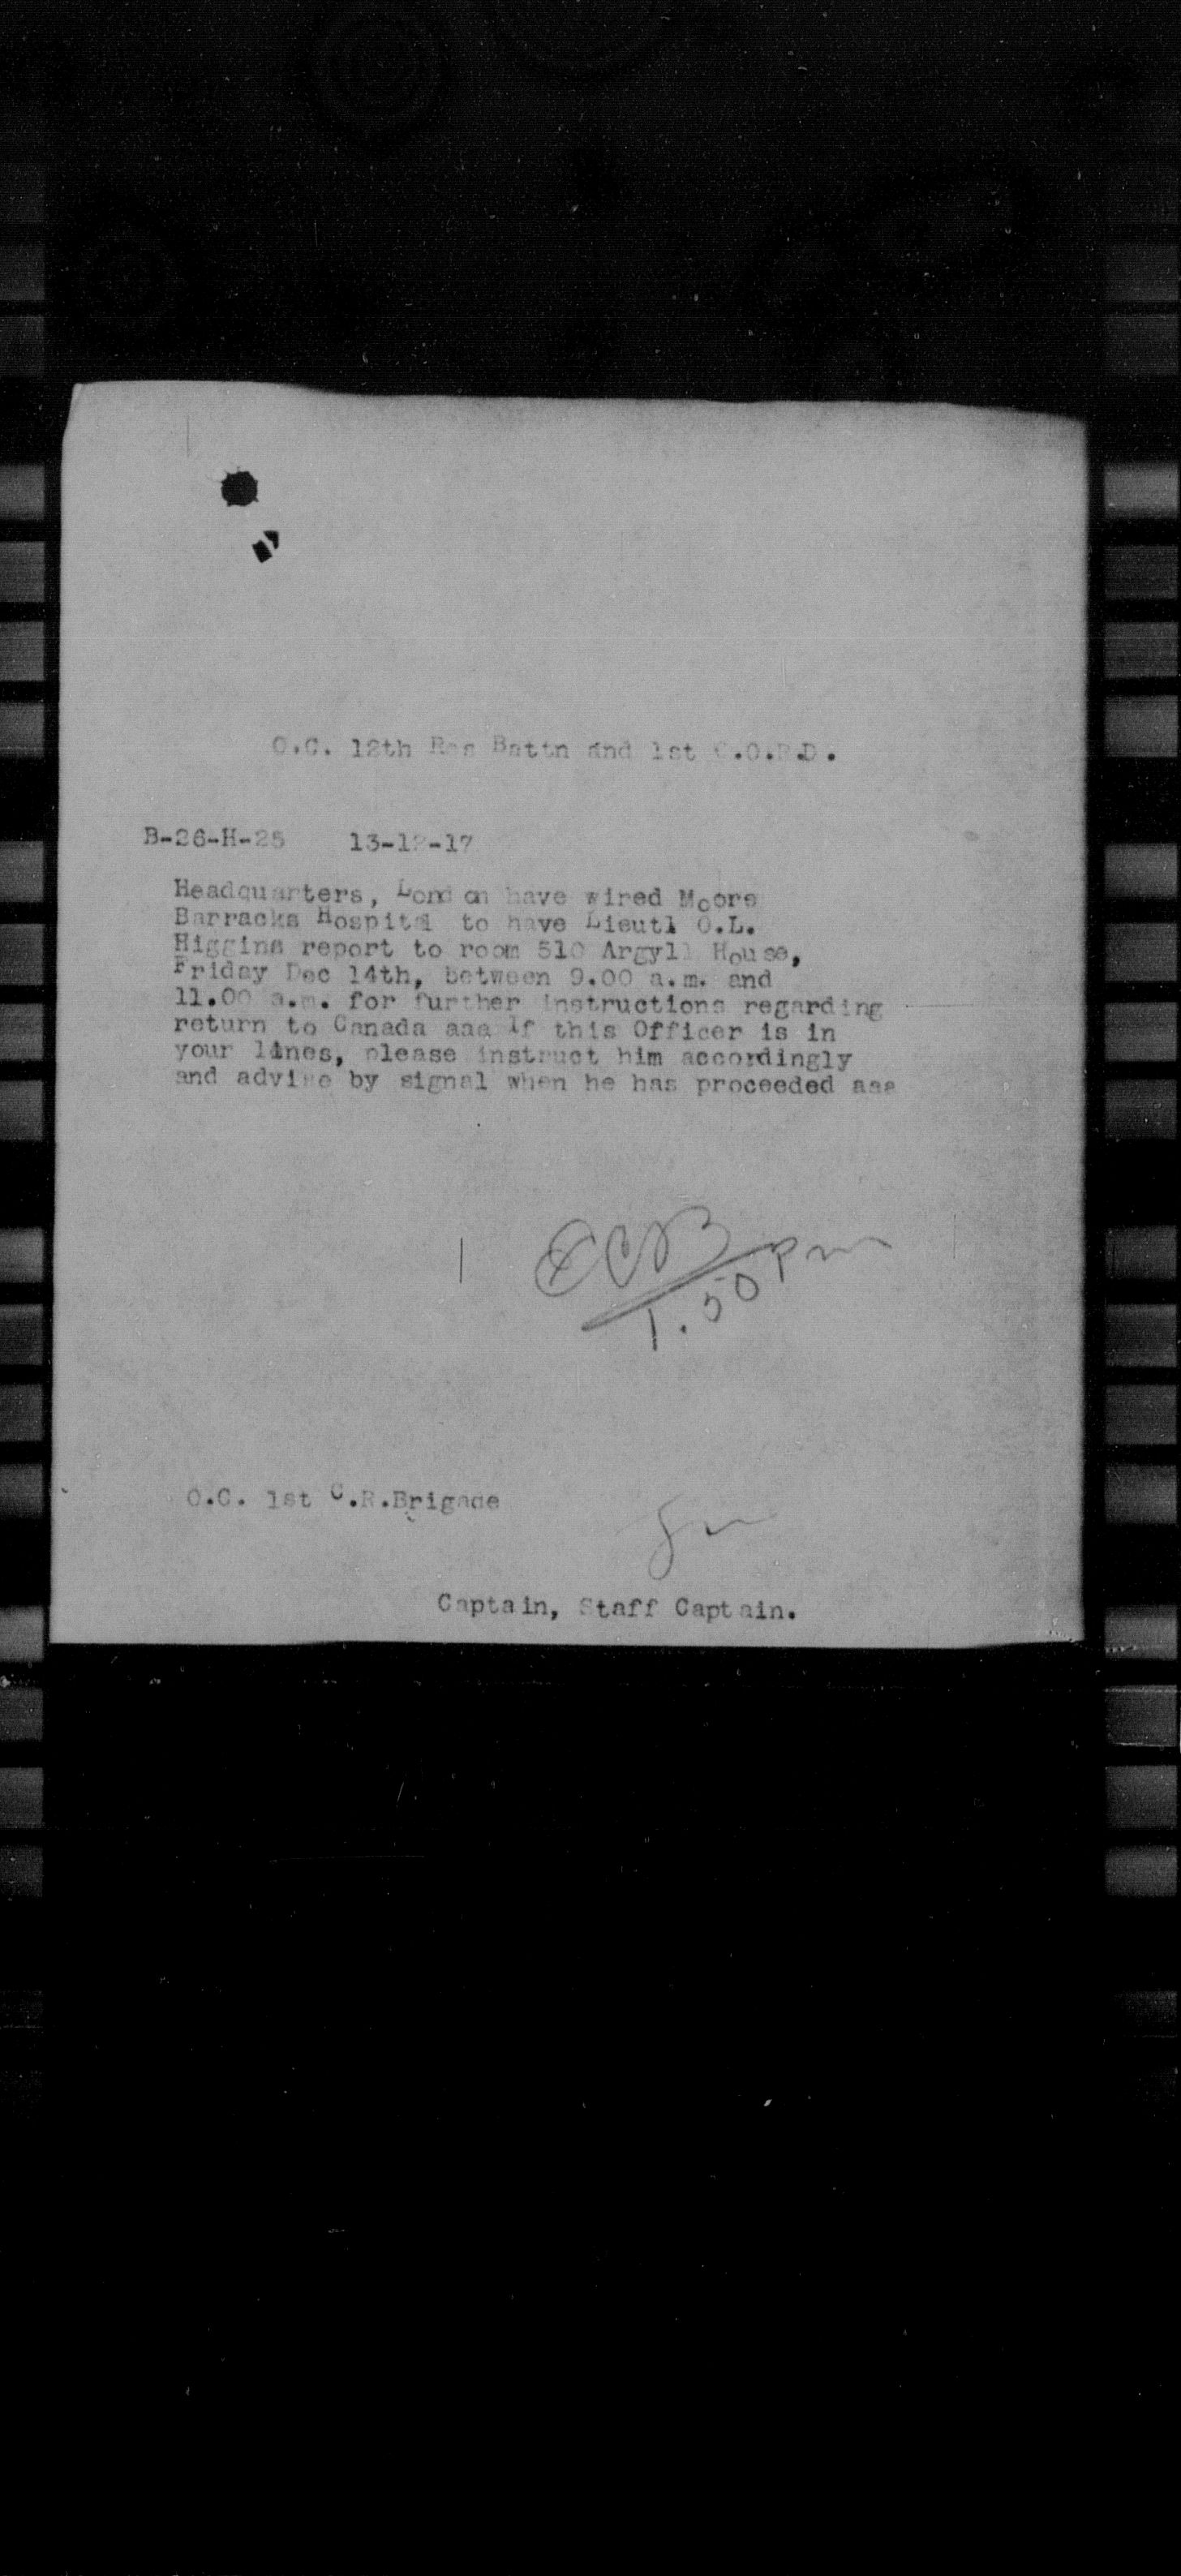 O.C. 12th Res Battn and 1st C.O.R.D.
B-26-H-25 13-12-17
Headquarters, London have wired Moore
Barracks Hospital to have Lieutl O.L.
Higgins report to room 510 Argyll House,
Friday Dec 14th, between 9.00 a.m. and
11.00 a.m. for further instructions regarding
return to Canada aaa If this Officer is in
your lines, please instruct him accordingly
and advise by signal when he has proceeded aaa
1.50 pm
O.C. 1st C.R.Brigade
Captain, Staff Captain.